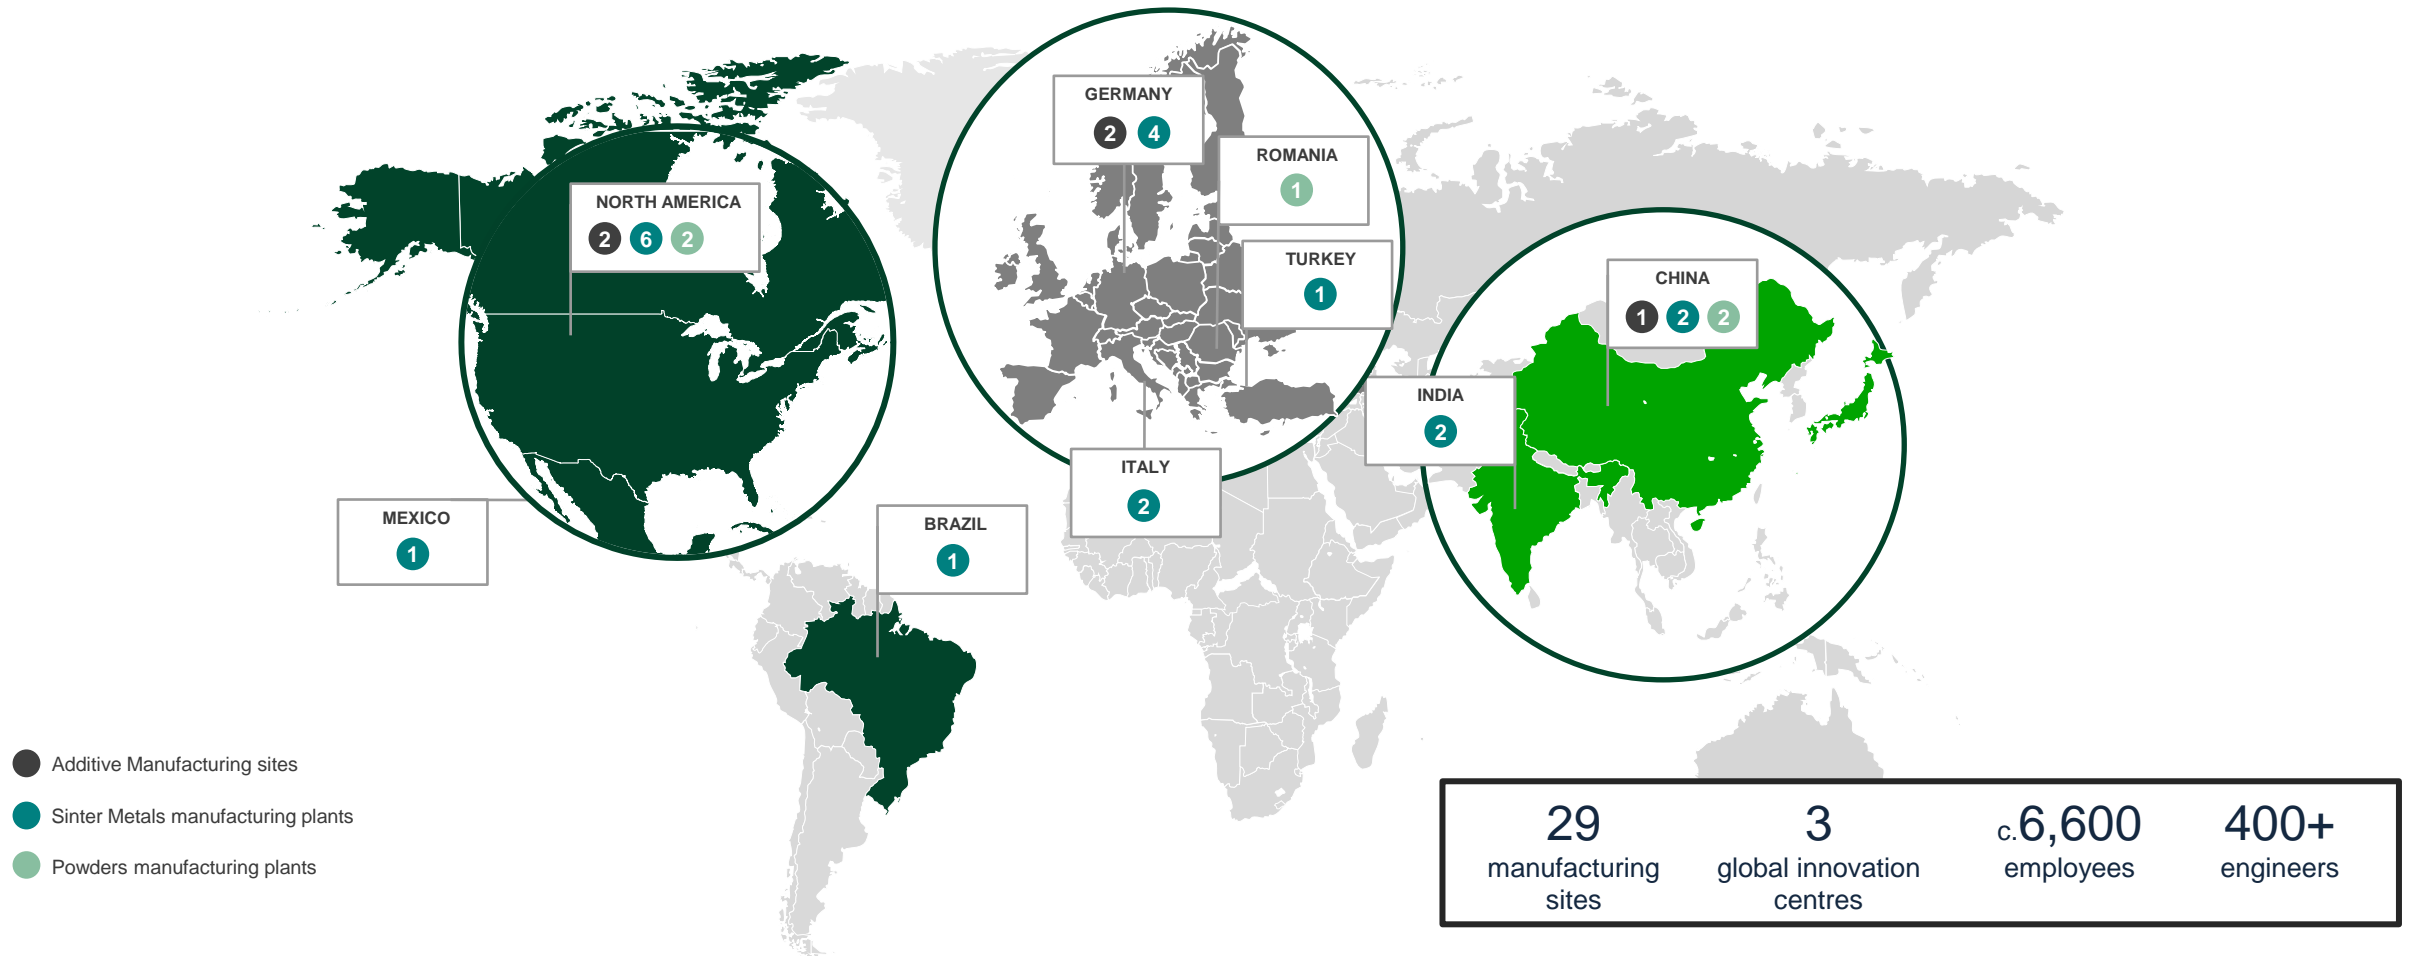 GERMANY
2 4
ROMANIA
1
NORTH AMERICA
2 6 2
TURKEY
1
CHINA
1 2 2
INDIA
2
ITALY
2
MEXICO
1
BRAZIL
1
Additive Manufacturing sites
Sinter Metals manufacturing plants
Powders manufacturing plants
29
manufacturing
sites
3
global innovation
centres
c.6,600
employees
400+
engineers